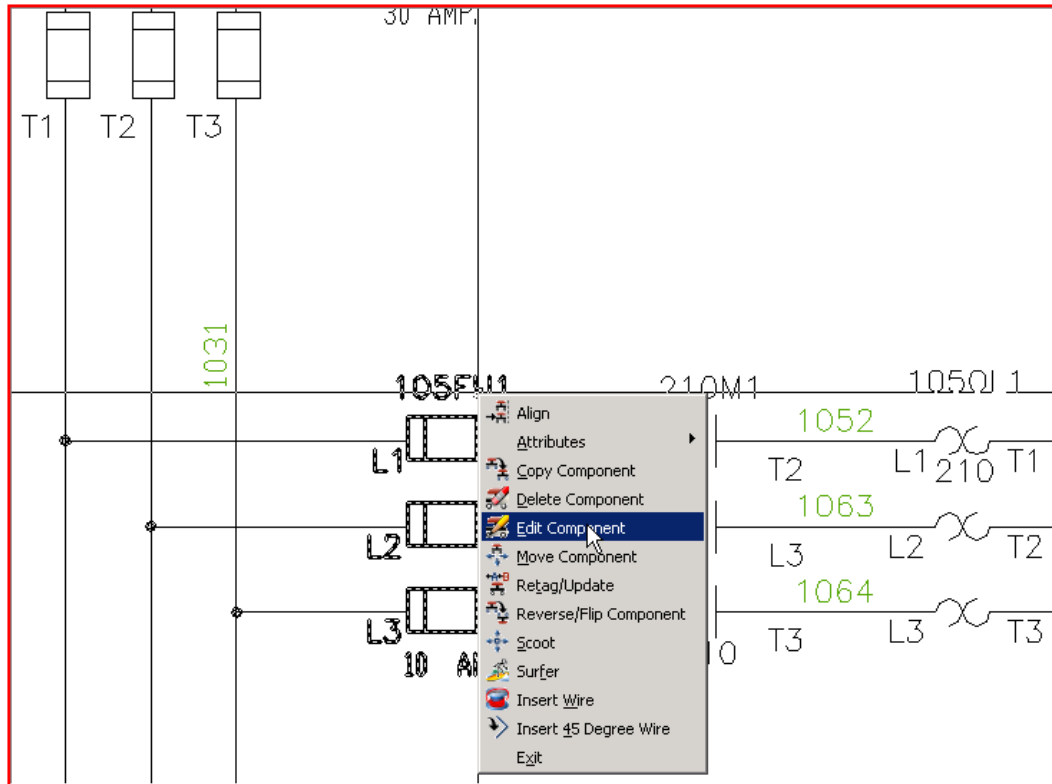 30 AMP.
T1 T2 T3
1031
105FU1 210M1 105OL1
Align
Attributes
Copy Component
Delete Component
Edit Component
Move Component
Retag/Update
Reverse/Flip Component
Scoot
Surfer
Insert Wire
Insert 45 Degree Wire
Exit
L1 T2 1052 L1 210 T1
L2 L3 1063 L2 T2
L3 T3 1064 L3 T3
10